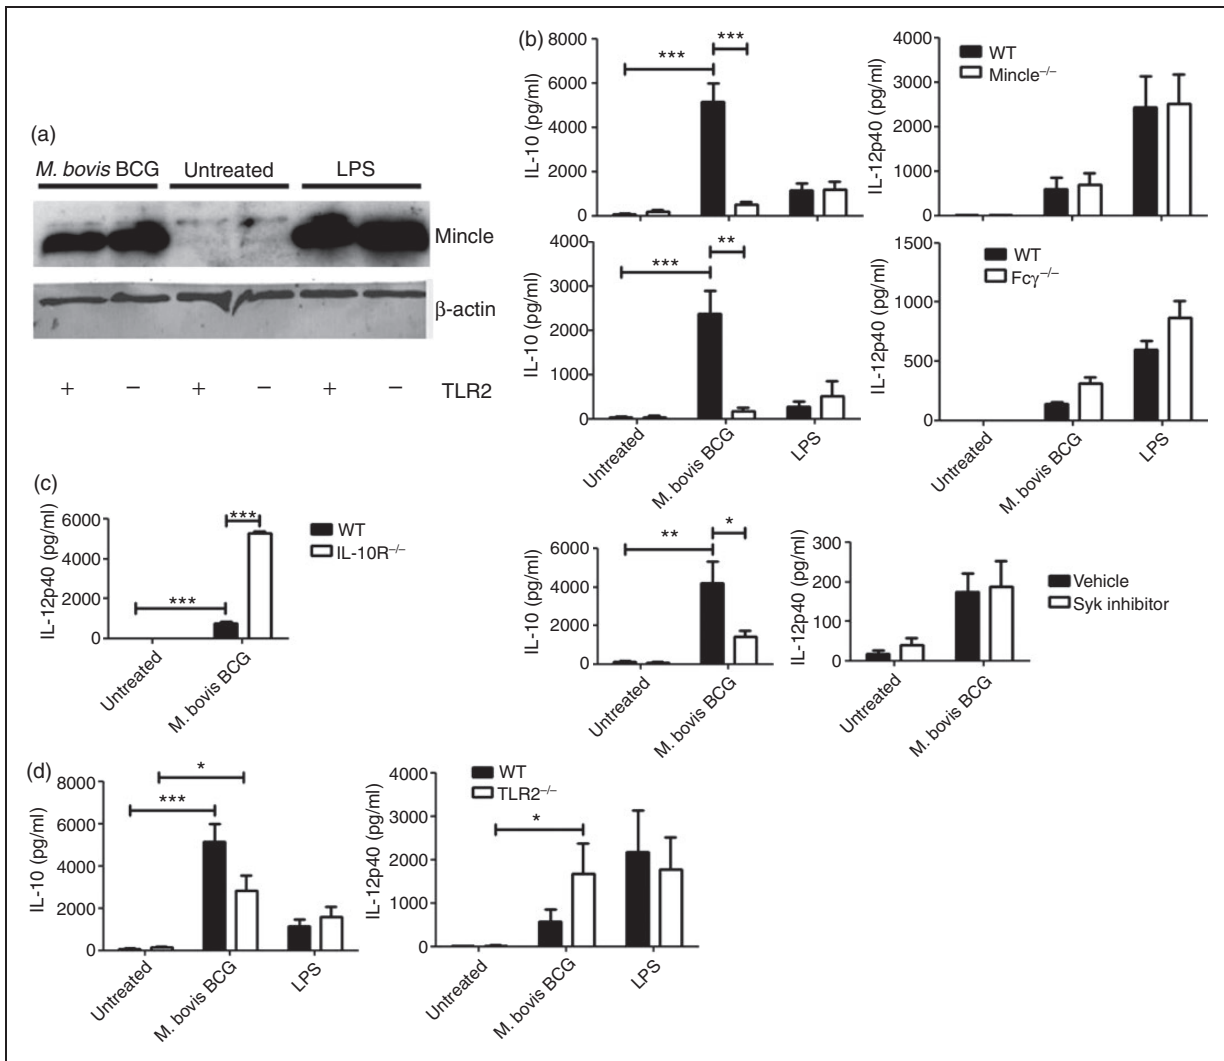 (a)
M. bovis BCG Untreated LPS
Mincle
β-actin
+ − + − + − TLR2
(b)
IL-10 (pg/ml)
8000
6000
4000
2000
0
***
***
IL-12p40 (pg/ml)
4000
3000
2000
1000
0
WT
Mincle–/–
IL-10 (pg/ml)
4000
3000
2000
1000
0
***
**
Untreated
M. bovis BCG
LPS
IL-12p40 (pg/ml)
1500
1000
500
0
WT
Fcγ–/–
Untreated
M. bovis BCG
LPS
(c)
IL-12p40 (pg/ml)
6000
4000
2000
0
***
***
WT
IL-10R–/–
Untreated
M. bovis BCG
IL-10 (pg/ml)
6000
4000
2000
0
**
*
Untreated
M. bovis BCG
IL-12p40 (pg/ml)
300
200
100
0
Vehicle
Syk inhibitor
Untreated
M. bovis BCG
(d)
IL-10 (pg/ml)
8000
6000
4000
2000
0
***
*
Untreated
M. bovis BCG
LPS
IL-12p40 (pg/ml)
4000
3000
2000
1000
0
*
WT
TLR2–/–
Untreated
M. bovis BCG
LPS